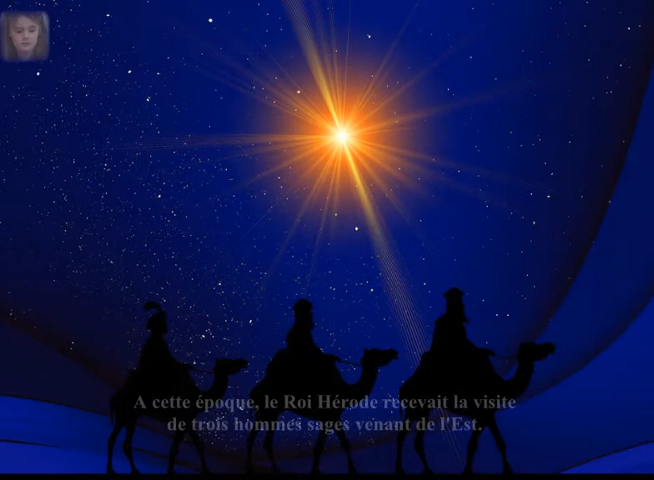 A cette époque, le Roi Hérode recevait la visite
de trois hommes sages venant de l'Est.